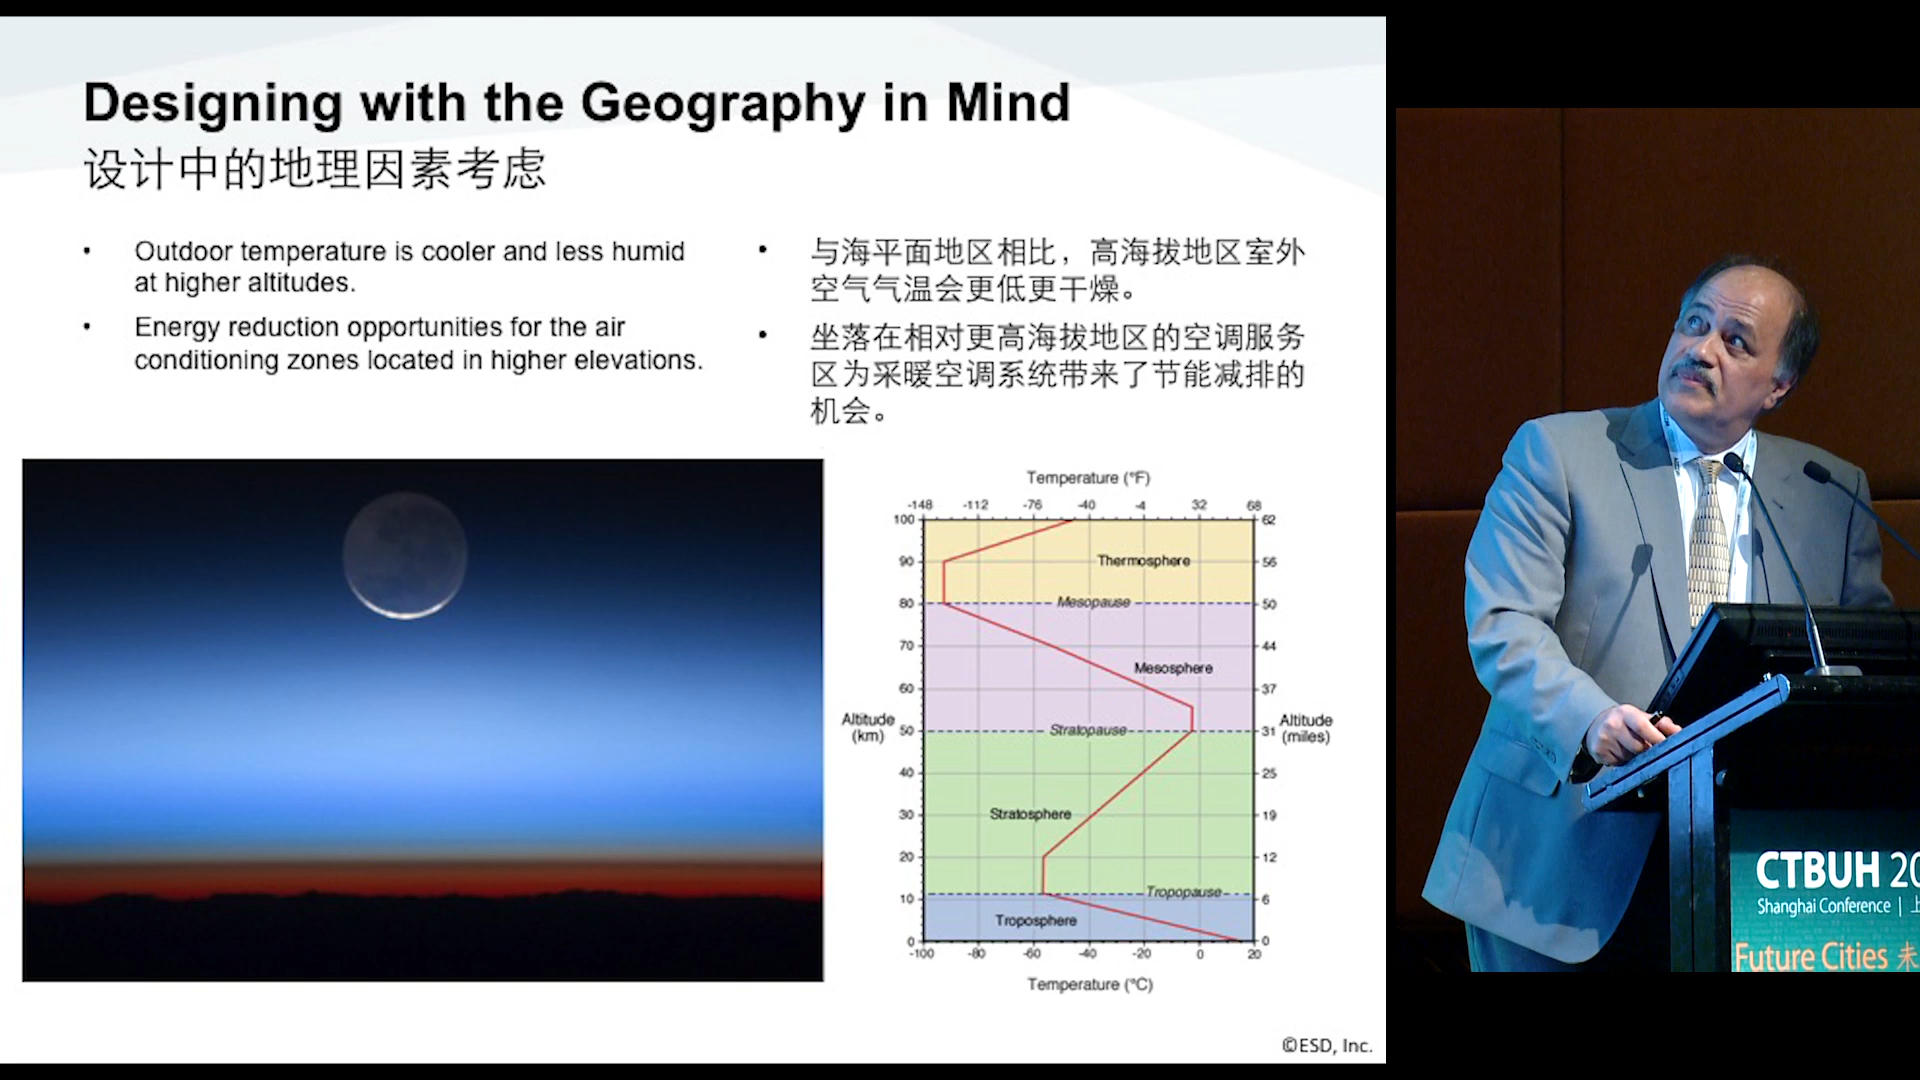 Designing with the Geography in Mind
设计中的地理因素考虑
• Outdoor temperature is cooler and less humid
at higher altitudes.
• Energy reduction opportunities for the air
conditioning zones located in higher elevations.
• 与海平面地区相比，高海拔地区室外
空气气温会更低更干燥。
• 坐落在相对更高海拔地区的空调服务
区为采暖空调系统带来了节能减排的
机会。
Temperature (°F)
-148 -112 -76 -40 -4 32 68
100 62
90 Thermosphere 56
80 Mesopause 50
70 44
Mesosphere
60 37
Altitude
(km)
50 Stratopause 31
Altitude
(miles)
40 25
30 Stratosphere 19
20 12
Tropopause
10 6
Troposphere
0 0
-100 -80 -60 -40 -20 0 20
Temperature (°C)
©ESD, Inc.
CTBUH 20
Shanghai Conference | 上
Future Cities 未